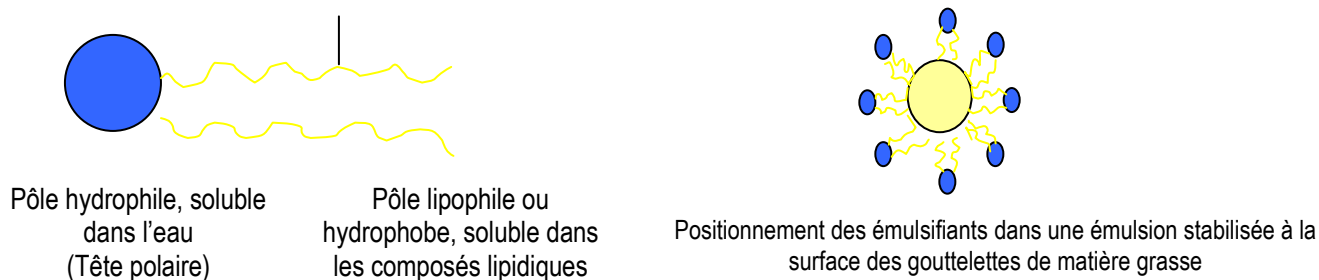 Pôle hydrophile, soluble
dans l'eau
(Tête polaire)
Pôle lipophile ou
hydrophobe, soluble dans
les composés lipidiques
Positionnement des émulsifiants dans une émulsion stabilisée à la
surface des gouttelettes de matière grasse